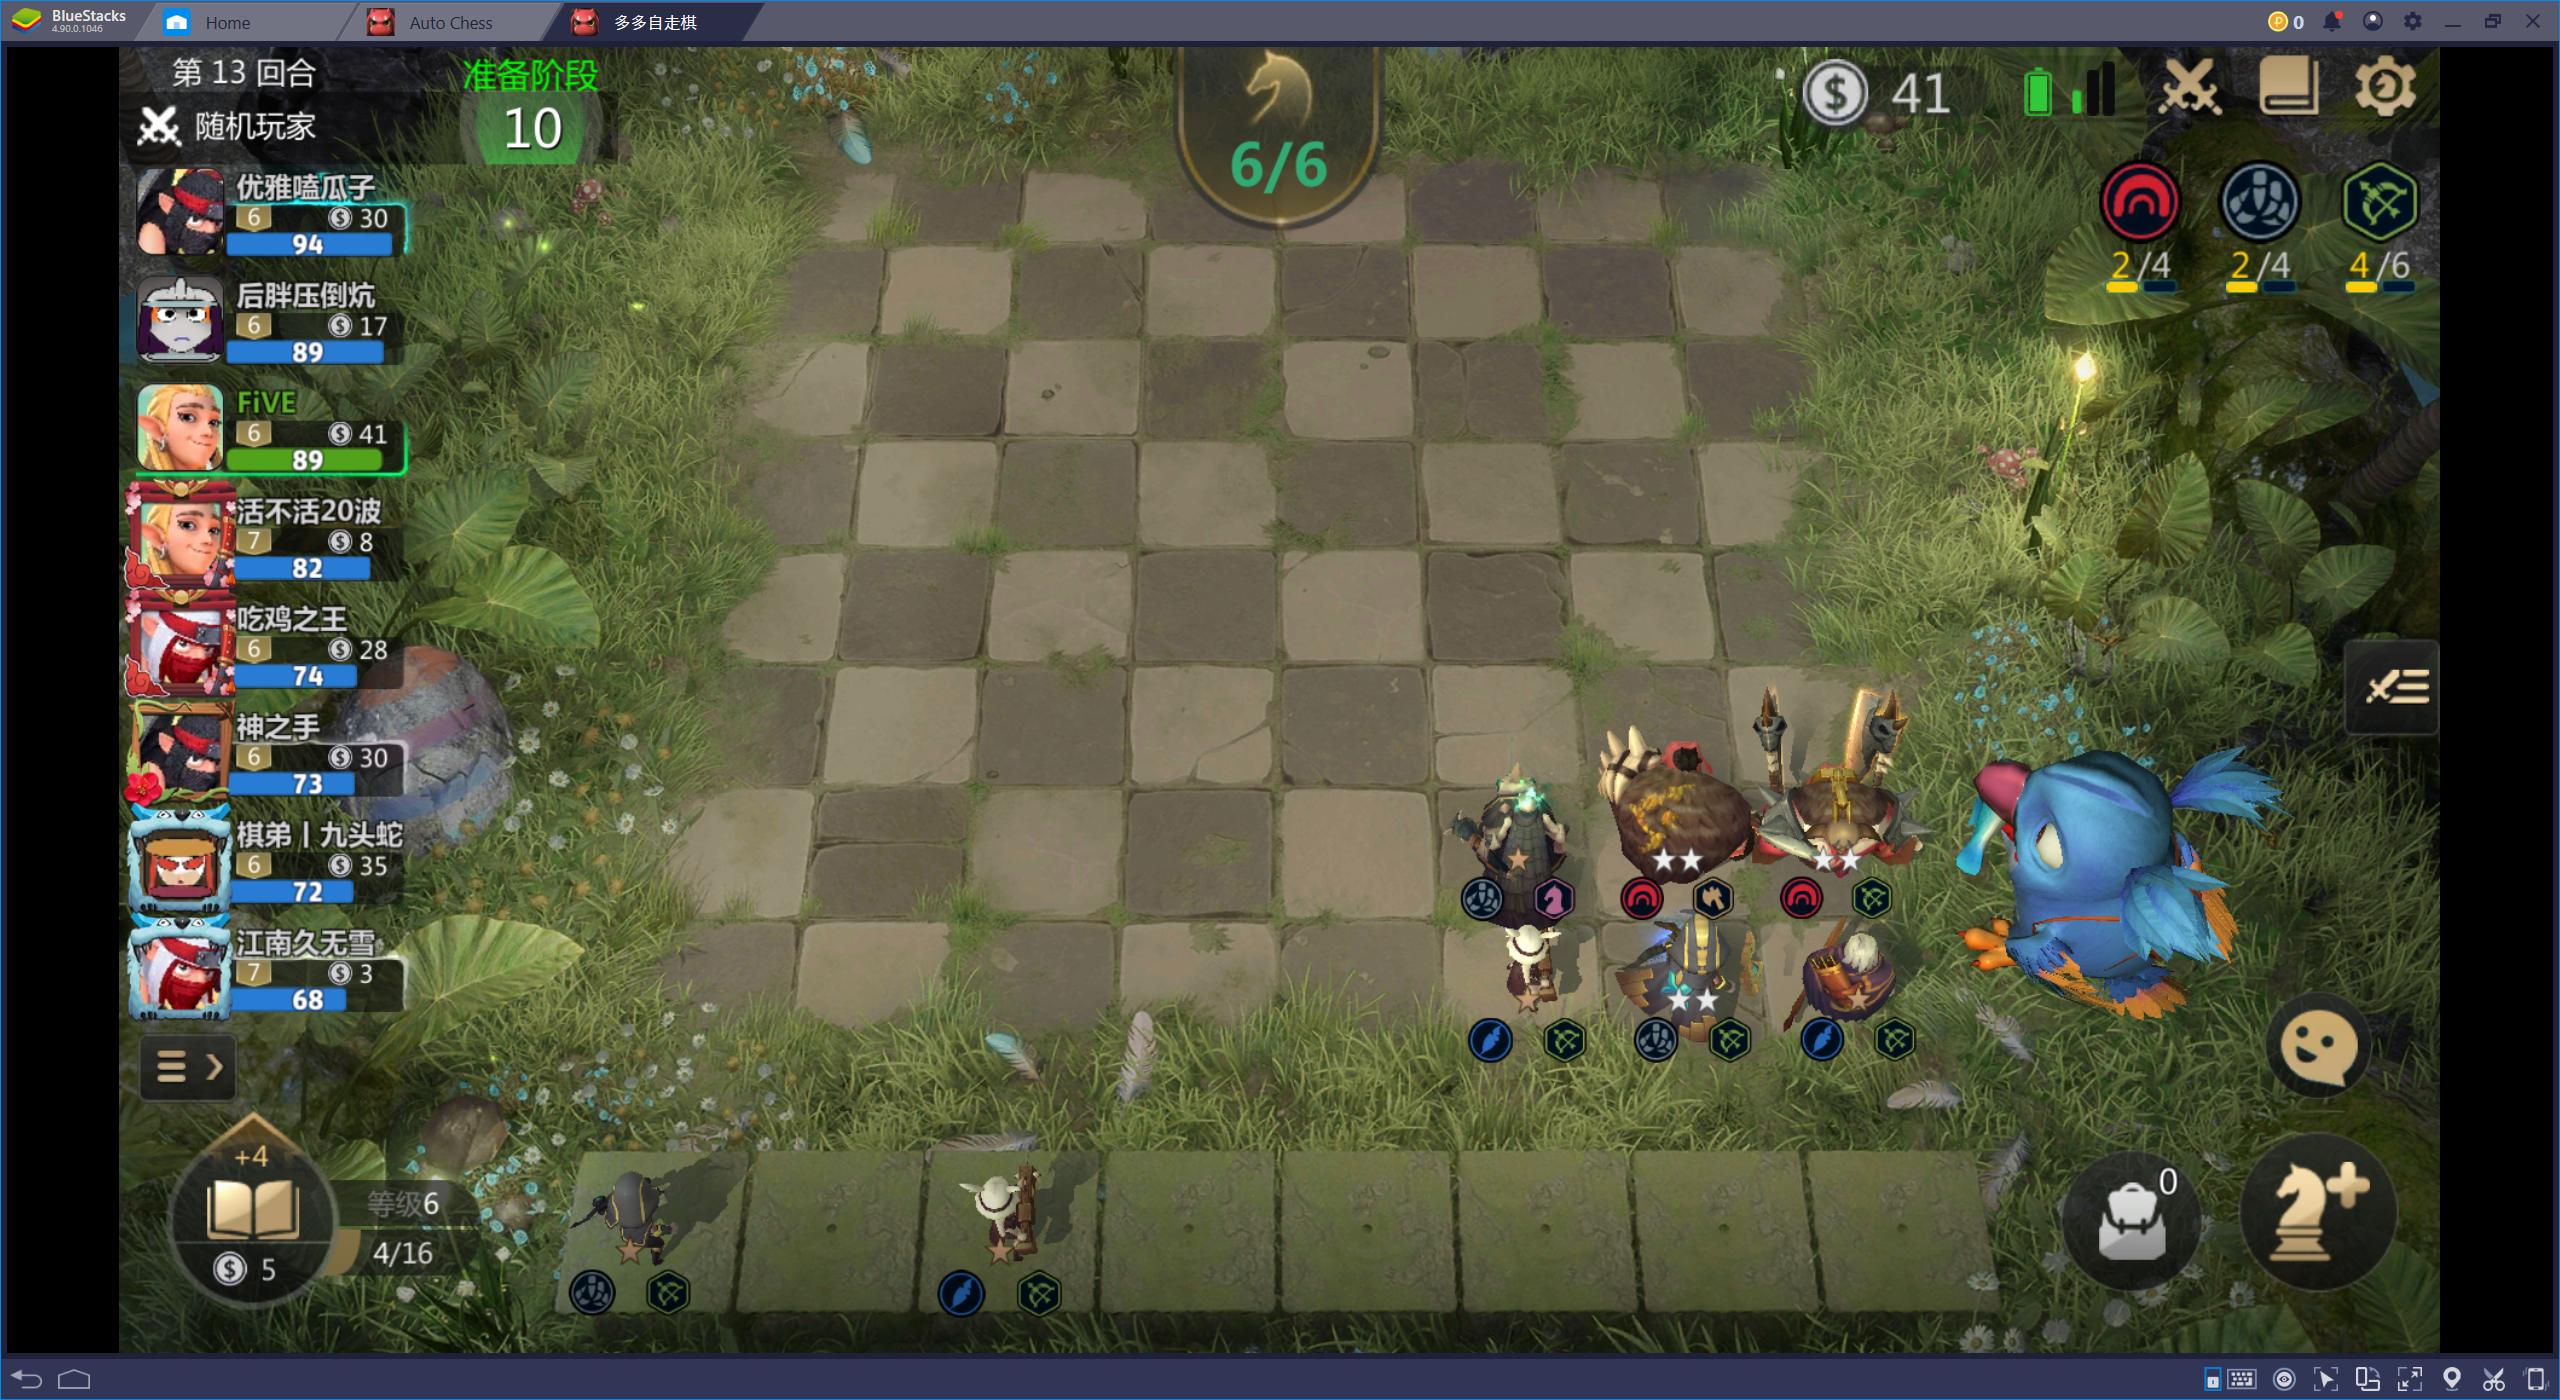 BlueStacks
4.90.0.1046
Home
Auto Chess
多多自走棋
0
第 13 回合
准备阶段
随机玩家
10
6/6
41
2/4
2/4
4/6
优雅嗑瓜子
6
30
94
后胖压倒炕
6
17
89
FiVE
6
41
89
活不活20波
7
8
82
吃鸡之王
6
28
74
神之手
6
30
73
棋弟丨九头蛇
6
35
72
江南久无雪
7
3
68
+4
等级6
4/16
5
0